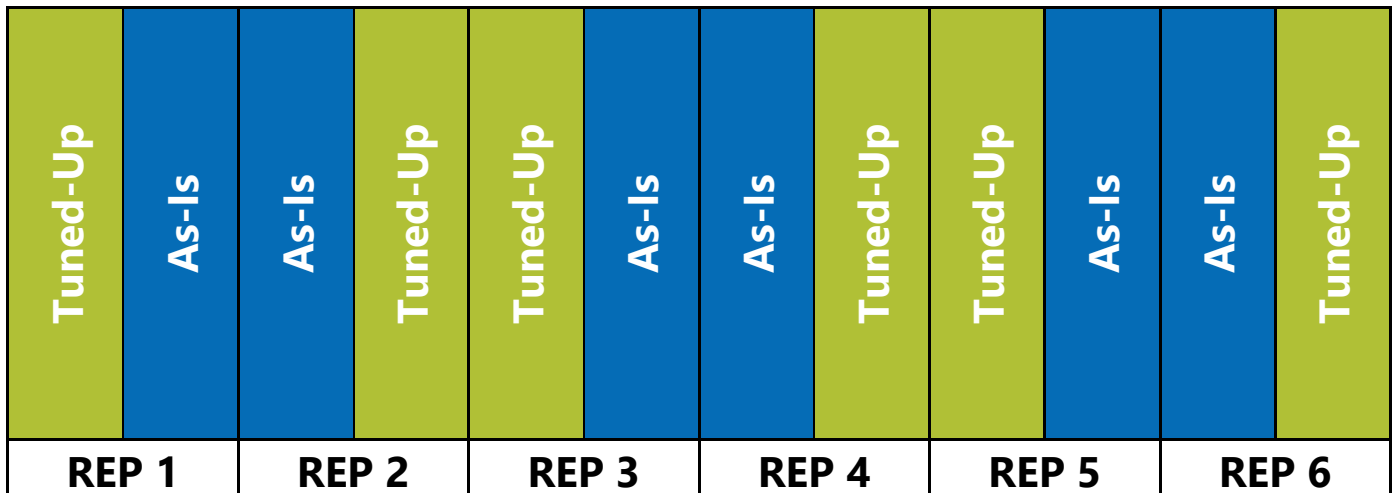 Tuned-Up
As-Is
As-Is
Tuned-Up
Tuned-Up
As-Is
As-Is
Tuned-Up
Tuned-Up
As-Is
As-Is
Tuned-Up
REP 1
REP 2
REP 3
REP 4
REP 5
REP 6